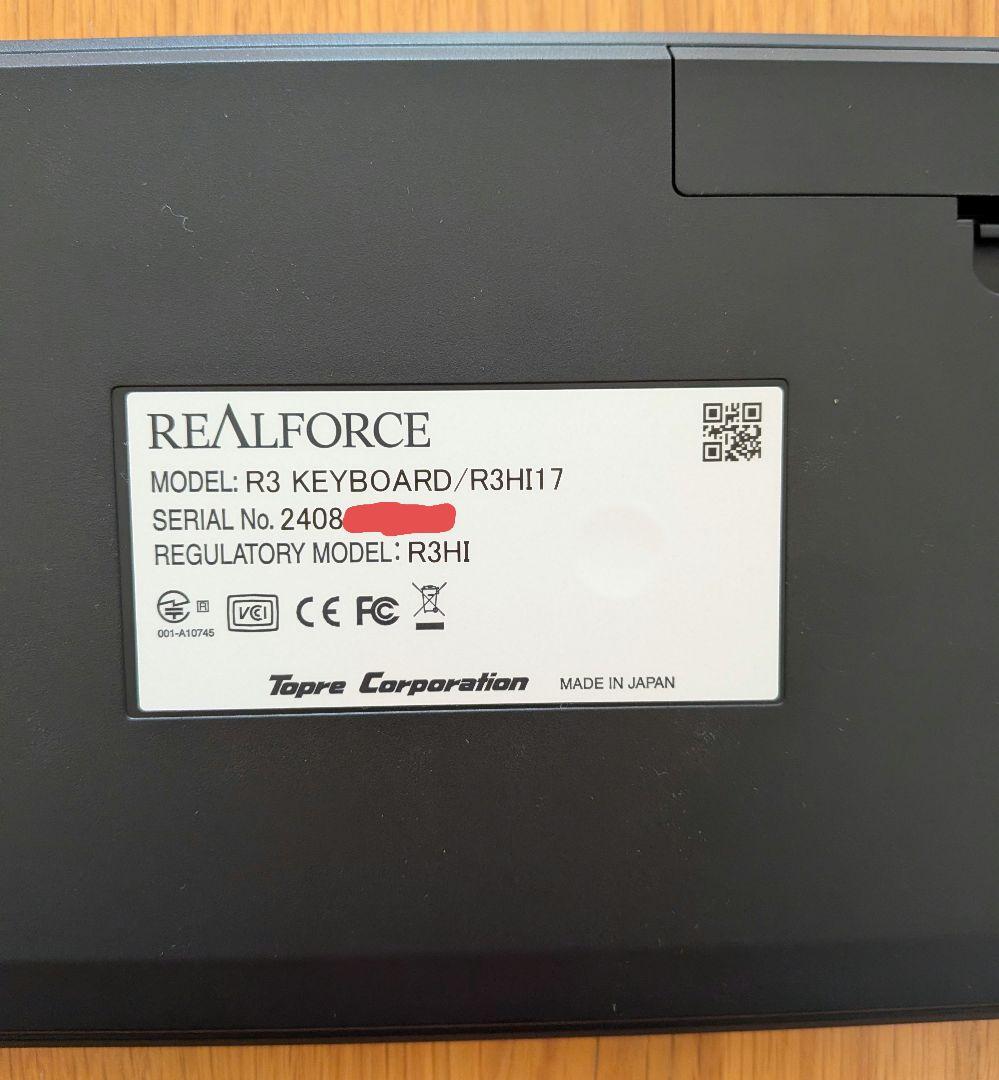 REALFORCE
MODEL: R3 KEYBOARD/R3HI17
SERIAL No. 2408
REGULATORY MODEL: R3HI
R VCI CE FC
001-A10745
Topre Corporation MADE IN JAPAN